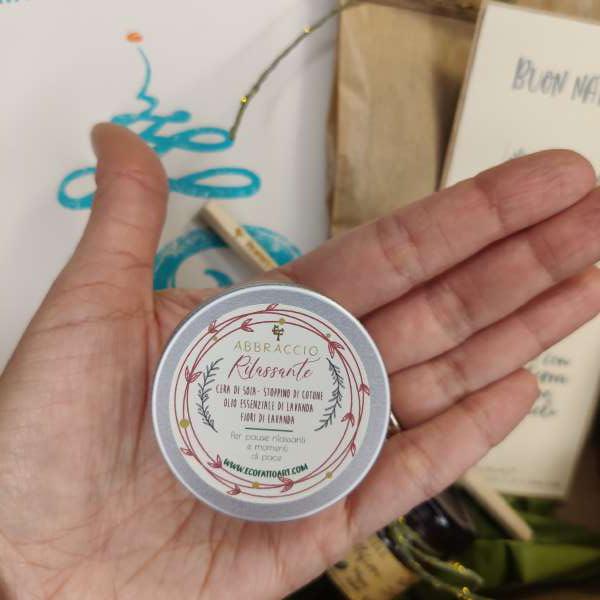 BUON
ABBRACCIO
Rilassante
CERA DI SOIA - STOPPINO DI COTONE
OLIO ESSENZIALE DI LAVANDA
FIORI DI LAVANDA
Per pause rilassanti
e momenti
di pace
WWW.ECOFATTOART.COM
con